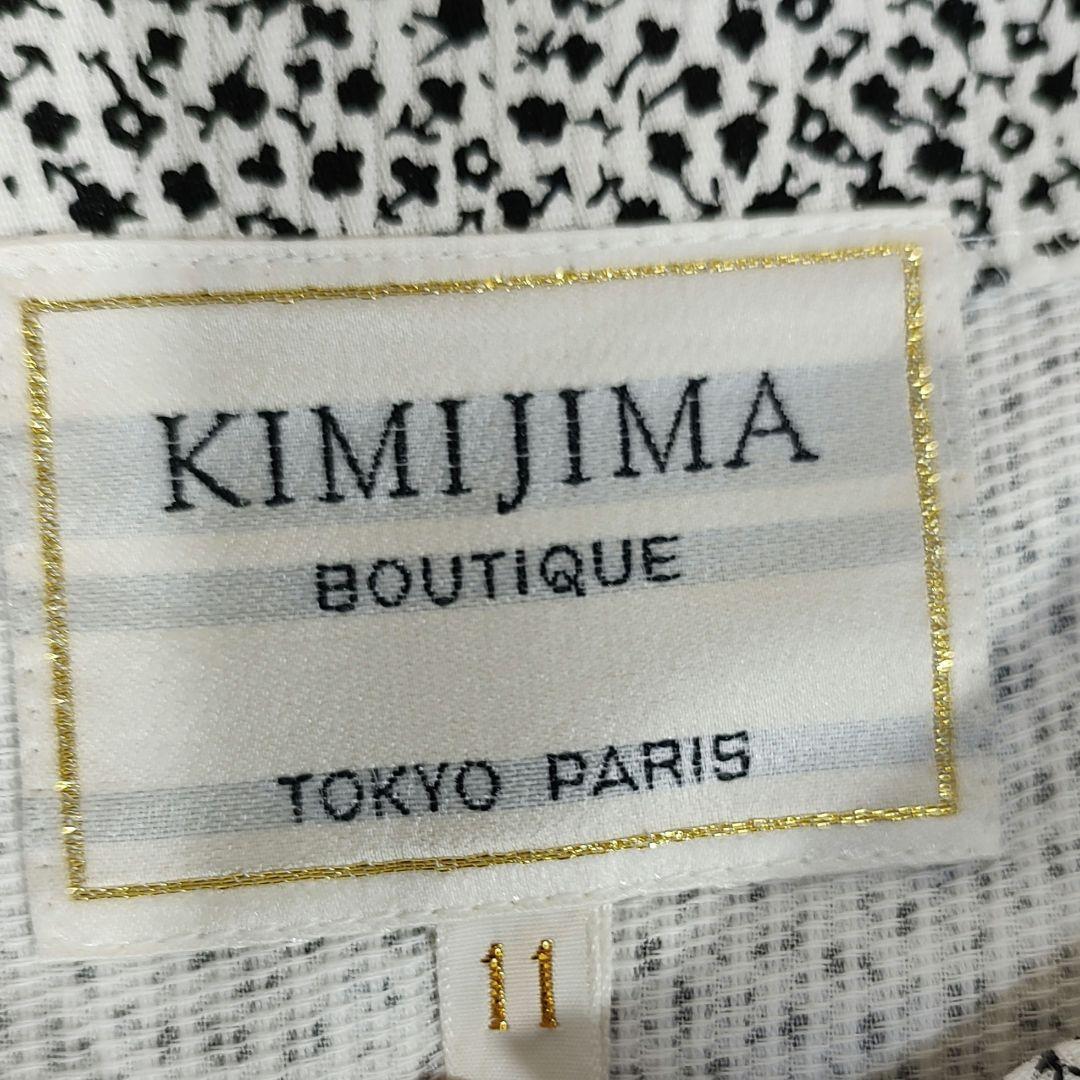 KIMIJIMA
BOUTIQUE
TOKYO PARIS
11